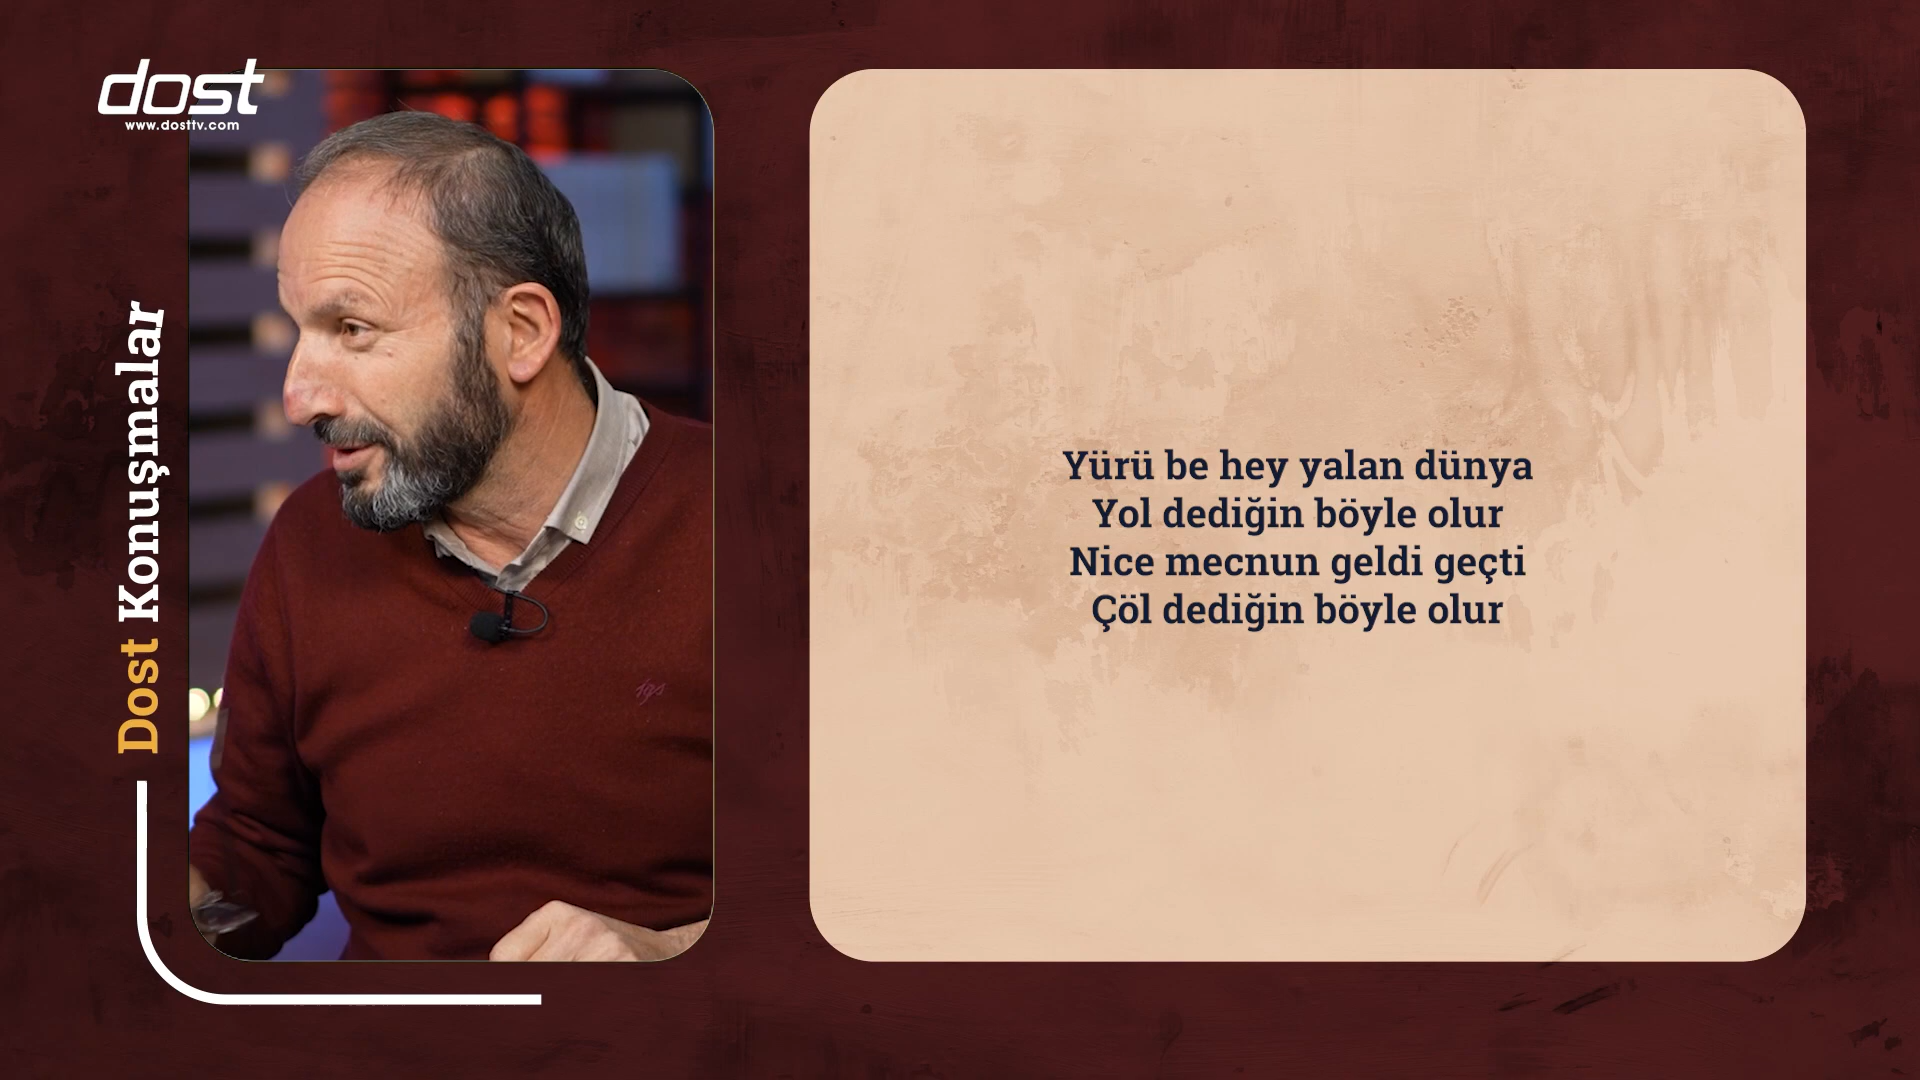 dost
www.dosttv.com
Dost Konuşmalar
Yürü be hey yalan dünya
Yol dediğin böyle olur
Nice mecnun geldi geçti
Çöl dediğin böyle olur